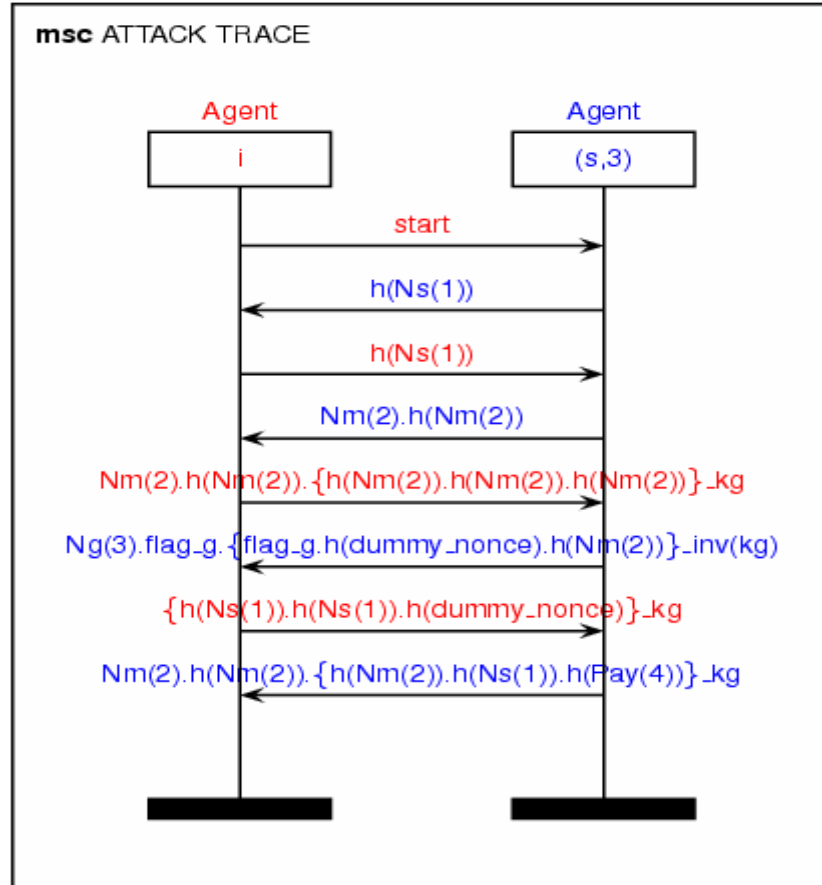 msc ATTACK TRACE
Agent Agent
i (s,3)
start
h(Ns(1))
h(Ns(1))
Nm(2).h(Nm(2))
Nm(2).h(Nm(2)).{h(Nm(2)).h(Nm(2)).h(Nm(2))}_kg
Ng(3).flag_g.{flag_g.h(dummy_nonce).h(Nm(2))}_inv(kg)
{h(Ns(1)).h(Ns(1)).h(dummy_nonce)}_kg
Nm(2).h(Nm(2)).{h(Nm(2)).h(Ns(1)).h(Pay(4))}_kg